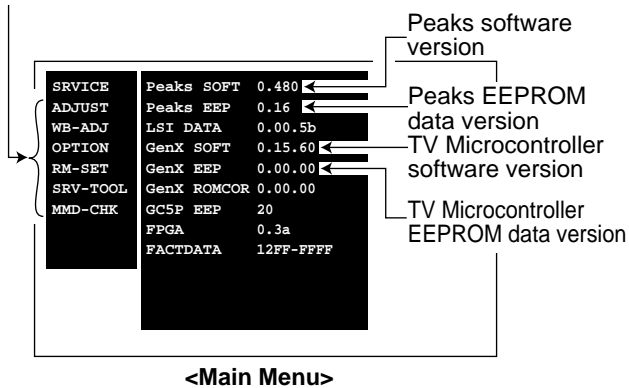 Peaks software
version
SRVICE
ADJUST
WB-ADJ
OPTION
RM-SET
SRV-TOOL
MMD-CHK
Peaks SOFT 0.480
Peaks EEP 0.16
LSI DATA 0.00.5b
GenX SOFT 0.15.60
GenX EEP 0.00.00
GenX ROMCOR 0.00.00
GC5P EEP 20
FPGA 0.3a
FACTDATA 12FF-FFFF
Peaks EEPROM
data version
TV Microcontroller
software version
TV Microcontroller
EEPROM data version
<Main Menu>